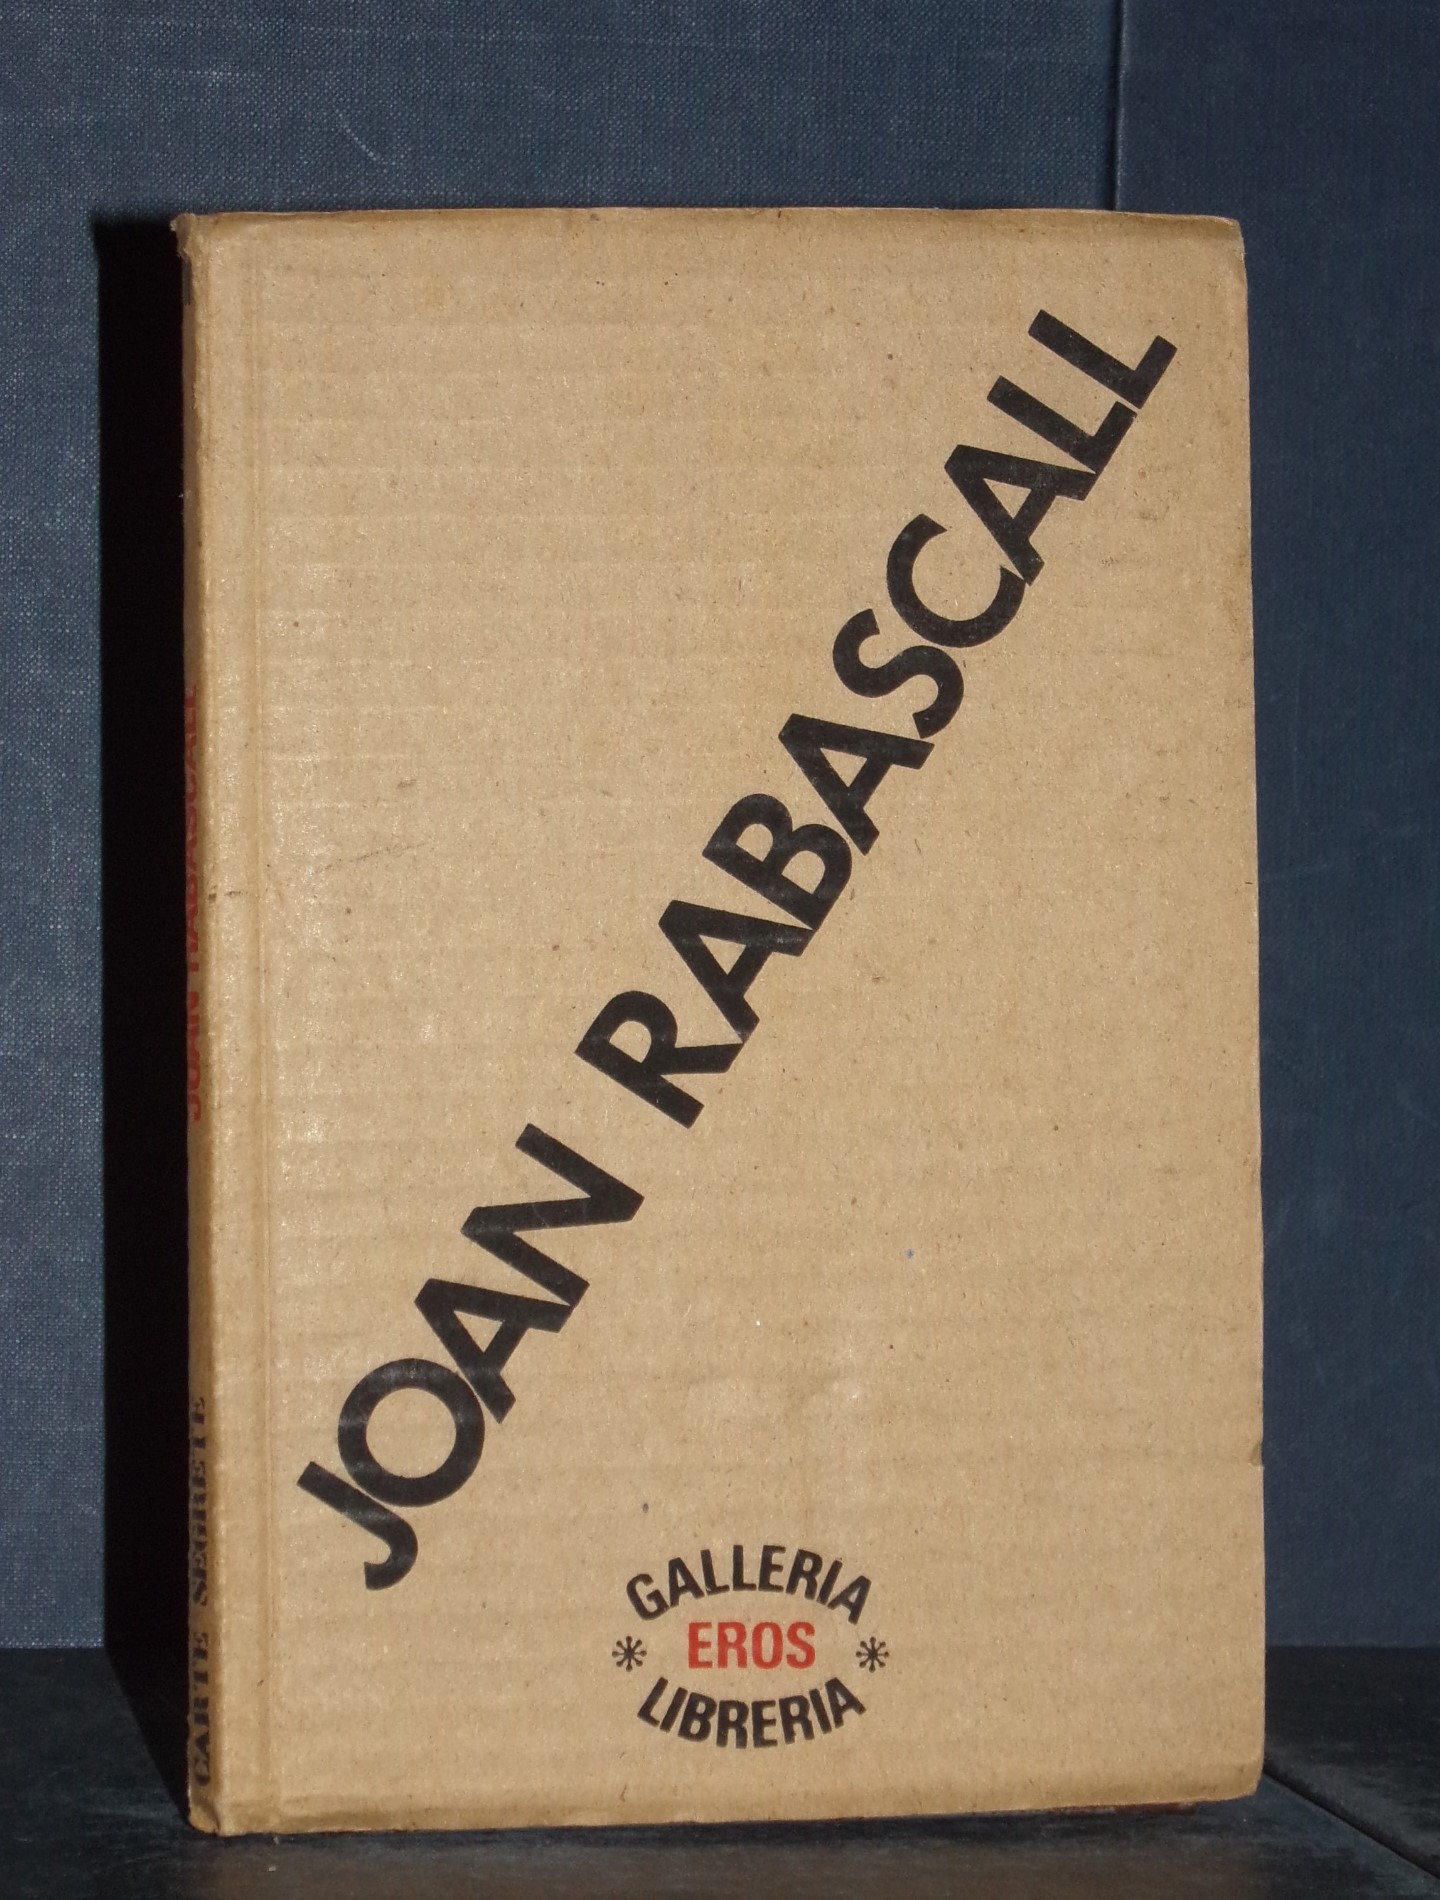 JOAN RABASCALL
GALLERIA
* EROS *
LIBRERIA
JOAN RABASCALL
CARTE SEGRETE